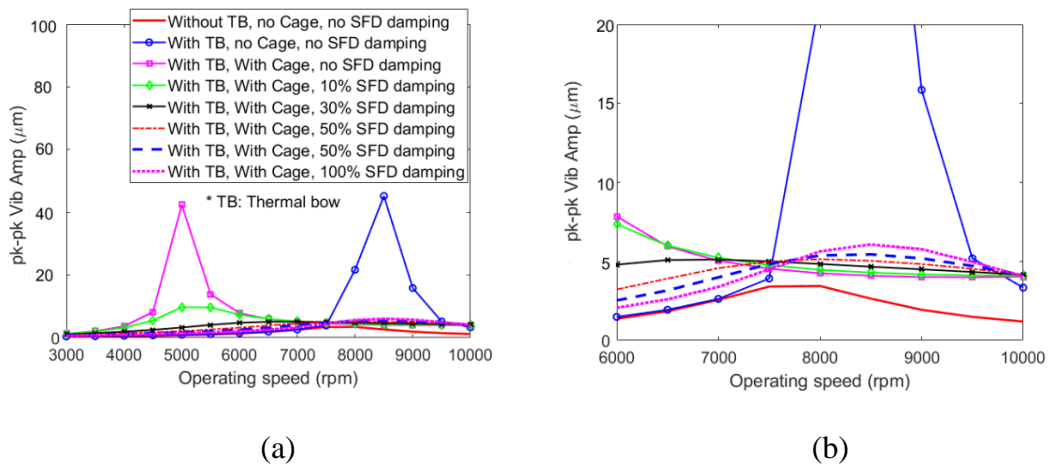 100
80
60
40
20
0
pk-pk Vib Amp (μm)
Without TB, no Cage, no SFD damping
With TB, no Cage, no SFD damping
With TB, With Cage, no SFD damping
With TB, With Cage, 10% SFD damping
With TB, With Cage, 30% SFD damping
With TB, With Cage, 50% SFD damping
With TB, With Cage, 50% SFD damping
With TB, With Cage, 100% SFD damping
* TB: Thermal bow
3000 4000 5000 6000 7000 8000 9000 10000
Operating speed (rpm)
(a)
20
15
10
5
0
pk-pk Vib Amp (μm)
6000 7000 8000 9000 10000
Operating speed (rpm)
(b)